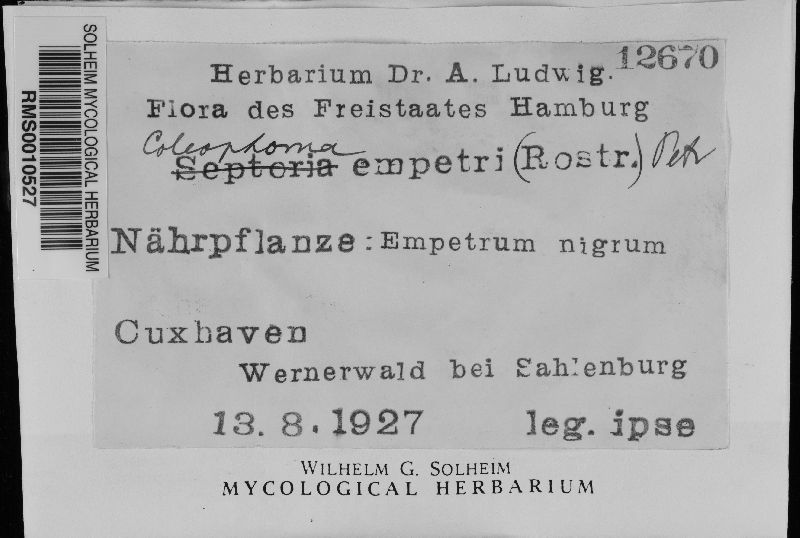 SOLHEIM MYCOLOGICAL HERBARIUM
RMS0010527
12670
Herbarium Dr. A. Ludwig.
Flora des Freistaates Hamburg
Coleophoma
Septoria empetri (Rostr.) Petr
Nährpflanze: Empetrum nigrum
Cuxhaven
Wernerwald bei Sahlenburg
13. 8. 1927 leg. ipse
WILHELM G. SOLHEIM
MYCOLOGICAL HERBARIUM